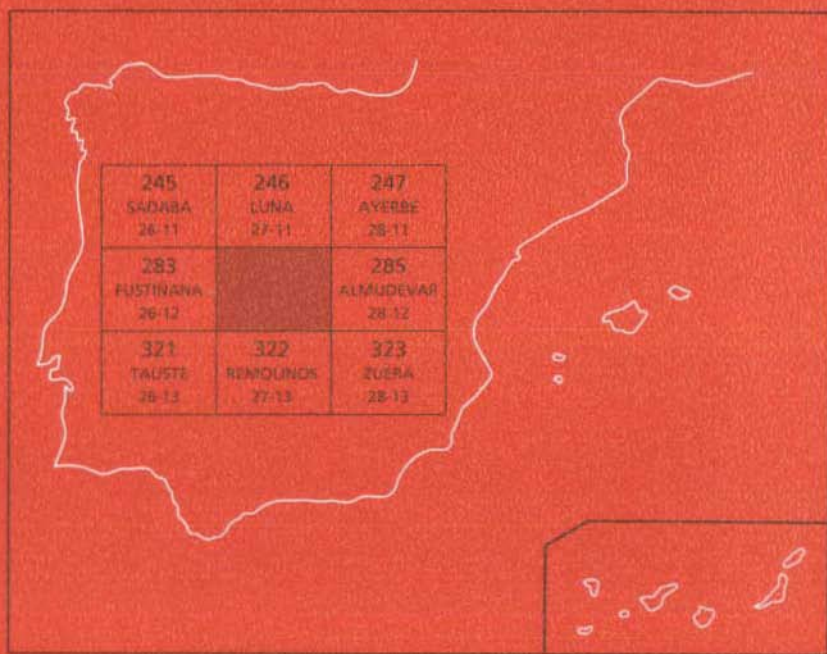 245
SADABA
26-11
246
LUNA
27-11
247
AYERBE
28-11
283
FUSTIÑANA
26-12
285
ALMUDEVAR
28-12
321
TAUSTE
26-13
322
REMOLINOS
27-13
323
ZUERA
28-13